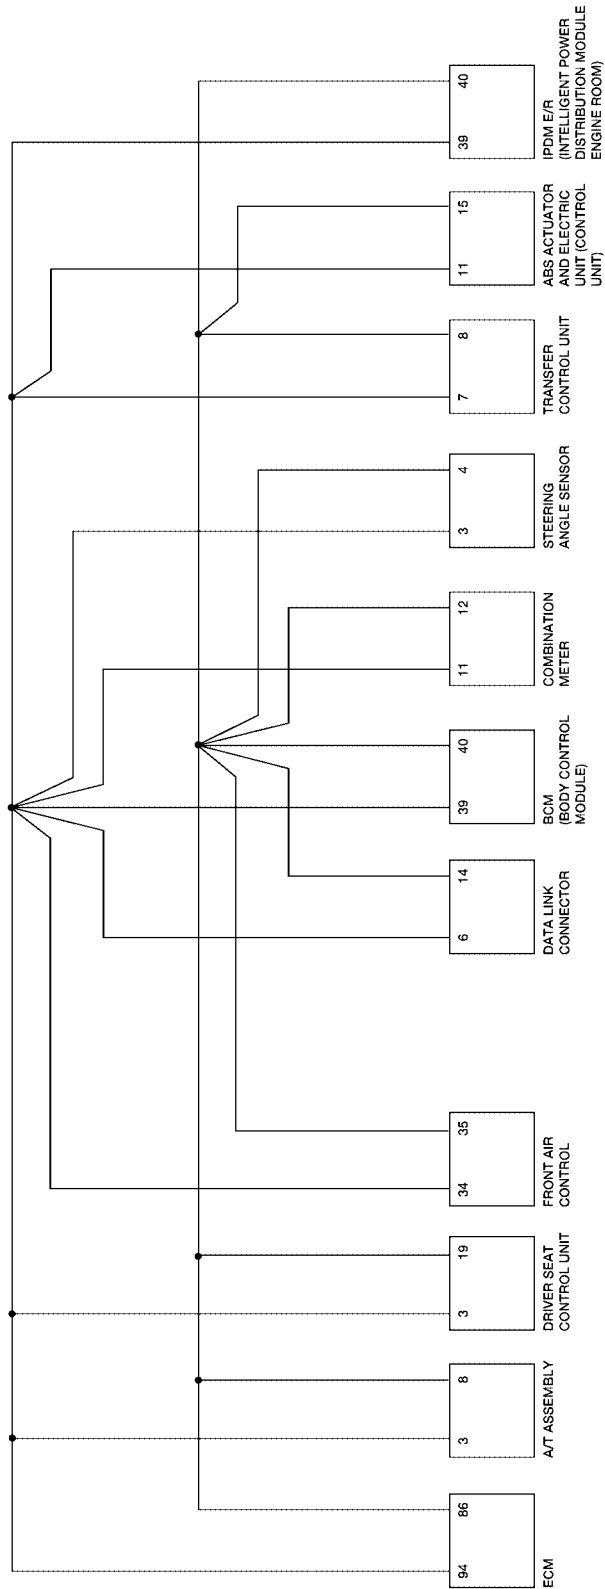 94
86
ECM
3
8
A/T ASSEMBLY
3
19
DRIVER SEAT
CONTROL UNIT
34
35
FRONT AIR
CONTROL
6
14
DATA LINK
CONNECTOR
39
40
BCM
(BODY CONTROL
MODULE)
11
12
COMBINATION
METER
3
4
STEERING
ANGLE SENSOR
7
8
TRANSFER
CONTROL UNIT
11
15
ABS ACTUATOR
AND ELECTRIC
UNIT (CONTROL
UNIT)
39
40
IPDM E/R
(INTELLIGENT POWER
DISTRIBUTION MODULE
ENGINE ROOM)